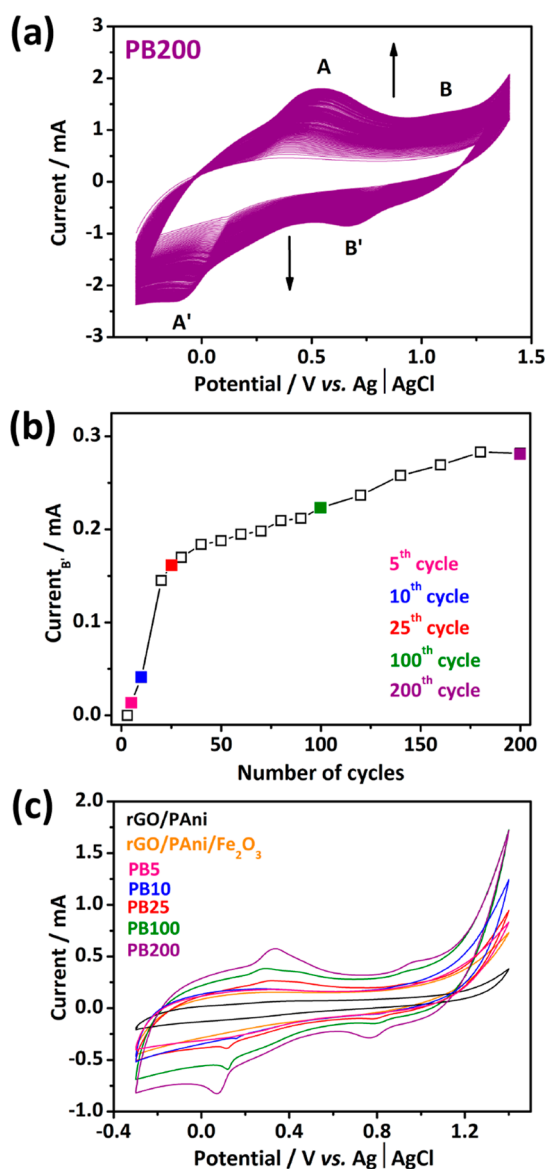 (a)
PB200
A
B
B'
A'
3
2
1
0
-1
-2
-3
Current / mA
0.0 0.5 1.0 1.5
Potential / V vs. Ag|AgCl
(b)
0.3
0.2
0.1
0.0
Current_B' / mA
5th cycle
10th cycle
25th cycle
100th cycle
200th cycle
0 50 100 150 200
Number of cycles
(c)
2.0
1.5
1.0
0.5
0.0
-0.5
-1.0
Current / mA
rGO/PAni
rGO/PAni/Fe2O3
PB5
PB10
PB25
PB100
PB200
-0.4 0.0 0.4 0.8 1.2
Potential / V vs. Ag|AgCl